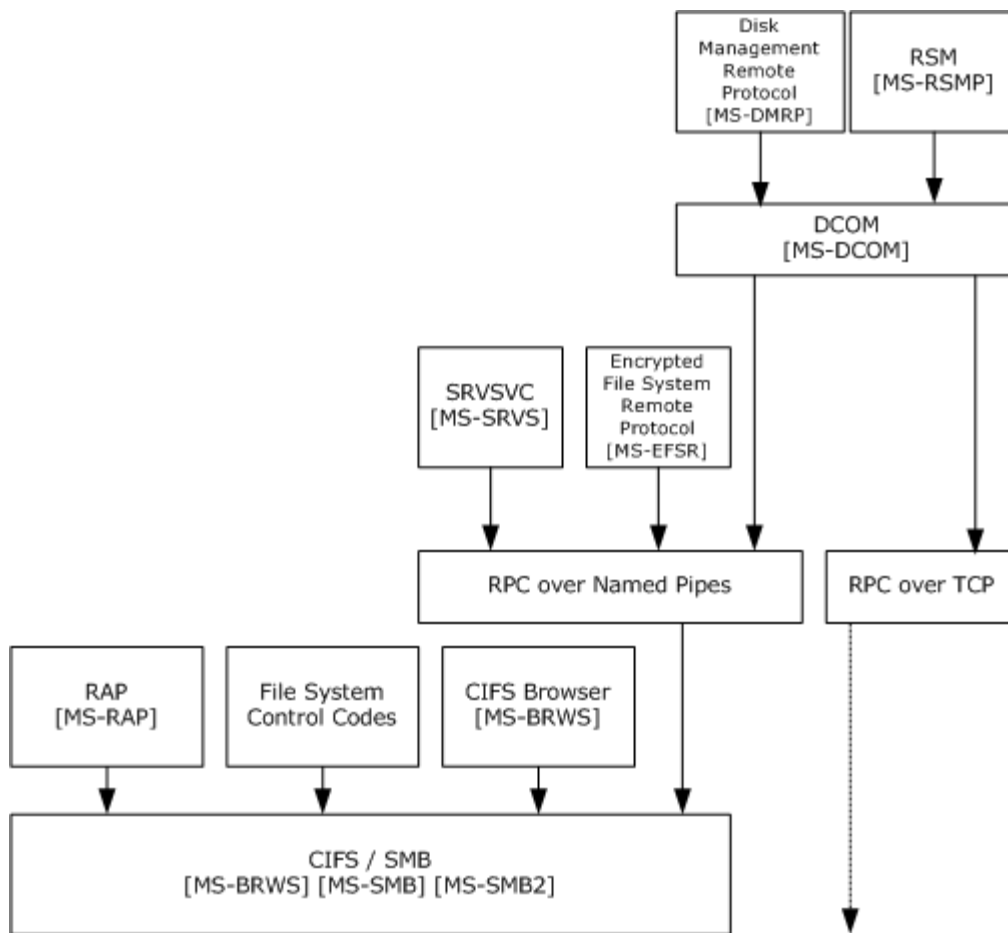 Disk
Management
Remote
Protocol
[MS-DMRP]
RSM
[MS-RSMP]
DCOM
[MS-DCOM]
SRVSVC
[MS-SRVS]
Encrypted
File System
Remote
Protocol
[MS-EFSR]
RPC over Named Pipes
RPC over TCP
RAP
[MS-RAP]
File System
Control Codes
CIFS Browser
[MS-BRWS]
CIFS / SMB
[MS-BRWS] [MS-SMB] [MS-SMB2]